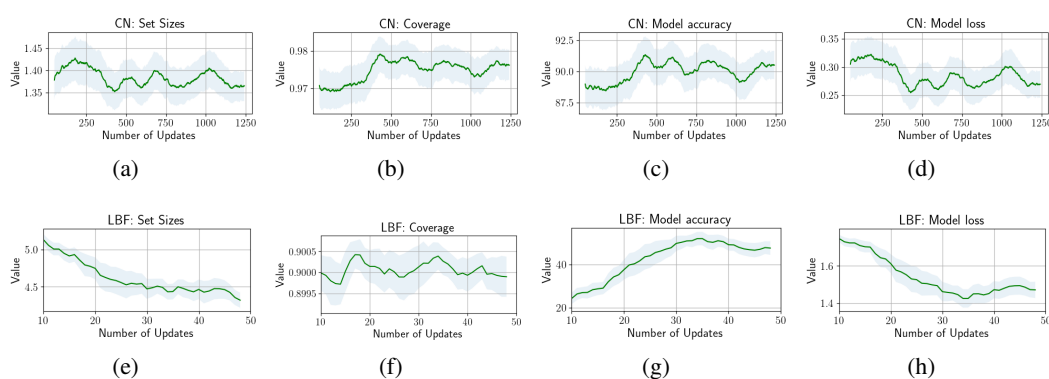 CN: Set Sizes
Value
1.45
1.40
1.35
250 500 750 1000 1250
Number of Updates
(a)
CN: Coverage
Value
0.98
0.97
250 500 750 1000 1250
Number of Updates
(b)
CN: Model accuracy
Value
92.5
90.0
87.5
250 500 750 1000 1250
Number of Updates
(c)
CN: Model loss
Value
0.35
0.30
0.25
250 500 750 1000 1250
Number of Updates
(d)
LBF: Set Sizes
Value
5.0
4.5
10 20 30 40 50
Number of Updates
(e)
LBF: Coverage
Value
0.9005
0.9000
0.8995
10 20 30 40 50
Number of Updates
(f)
LBF: Model accuracy
Value
40
20
10 20 30 40 50
Number of Updates
(g)
LBF: Model loss
Value
1.6
1.4
10 20 30 40 50
Number of Updates
(h)